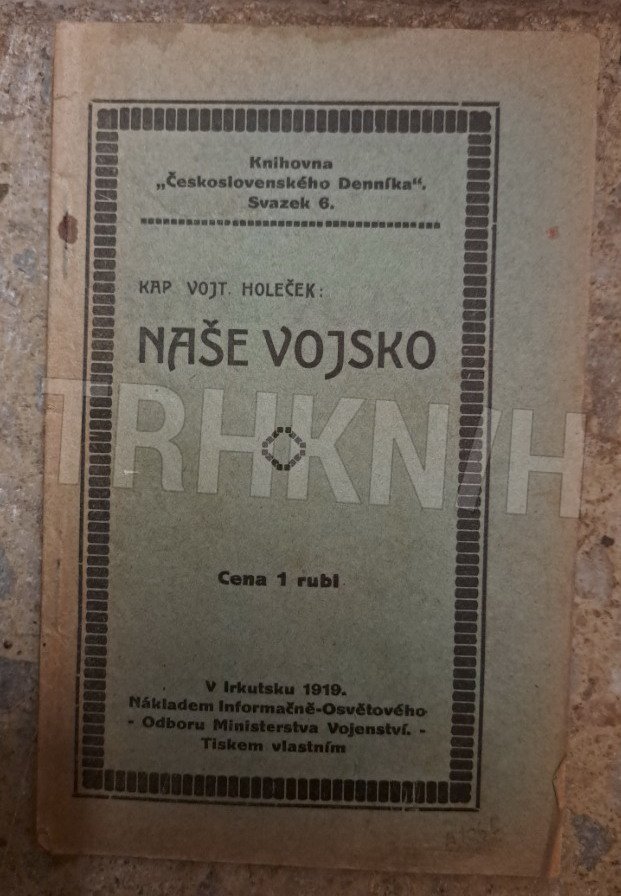 Knihovna
„Československého Denníka“.
Svazek 6.
KAP VOJT. HOLEČEK:
NAŠE VOJSKO
TRHKNIH
Cena 1 rubl
V Irkutsku 1919.
Nákladem Informačně-Osvětového
- Odboru Ministerstva Vojenství. -
Tiskem vlastním